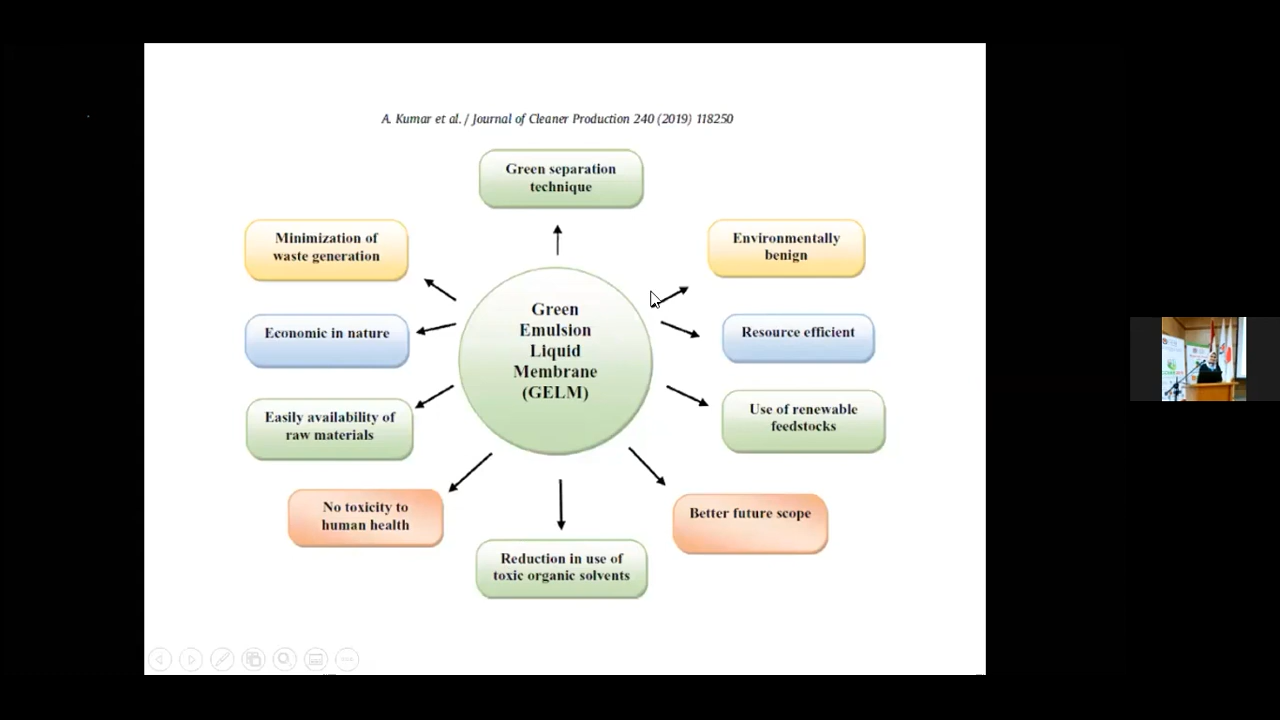 A. Kumar et al. / Journal of Cleaner Production 240 (2019) 118250
Green separation
technique
Minimization of
waste generation
Environmentally
benign
Green
Emulsion
Liquid
Membrane
(GELM)
Economic in nature
Resource efficient
Easily availability of
raw materials
Use of renewable
feedstocks
No toxicity to
human health
Better future scope
Reduction in use of
toxic organic solvents